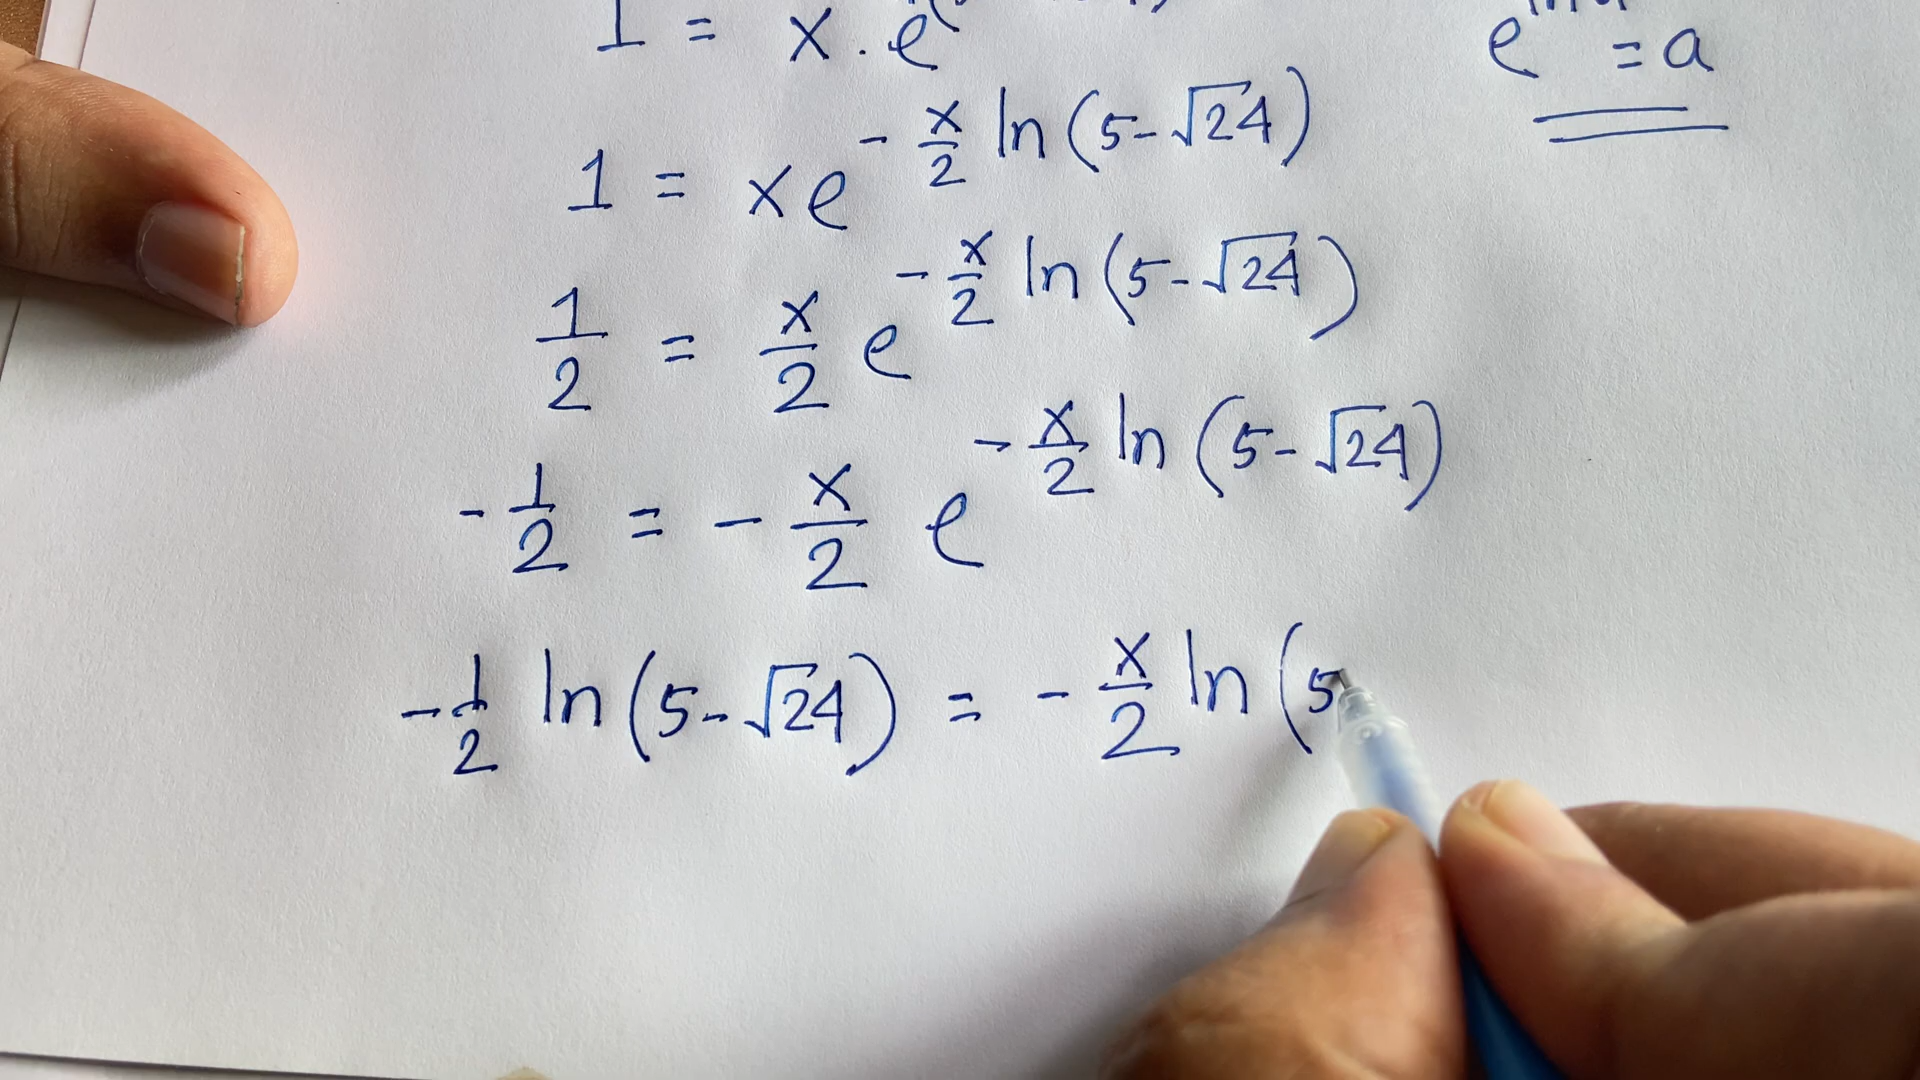 1 = x . e
e^ln a = a
1 = xe^-x/2 ln(5-√24)
1/2 = x/2 e^-x/2 ln(5-√24)
-1/2 = -x/2 e^-x/2 ln(5-√24)
-1/2 ln(5-√24) = -x/2 ln(5